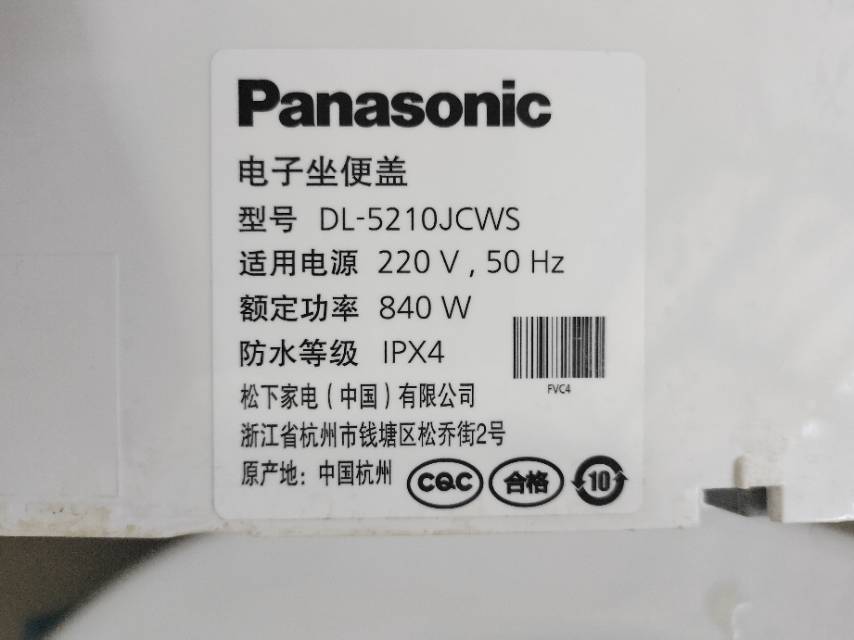 Panasonic
电子坐便盖
型号 DL-5210JCWS
适用电源 220 V , 50 Hz
额定功率 840 W
防水等级 IPX4
FVC4
松下家电(中国)有限公司
浙江省杭州市钱塘区松乔街2号
原产地: 中国杭州
CQC 合格 10